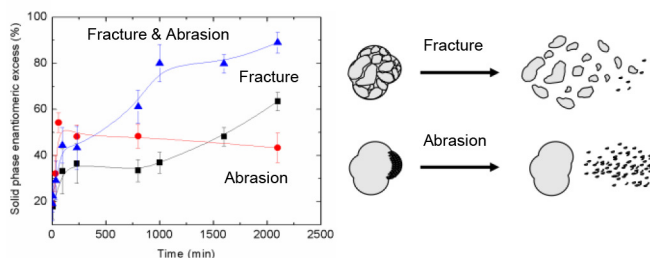 Solid phase enantiomeric excess (%)
100
80
60
40
20
0
500
1000
1500
2000
2500
Time (min)
Fracture & Abrasion
Fracture
Abrasion
Fracture
Abrasion